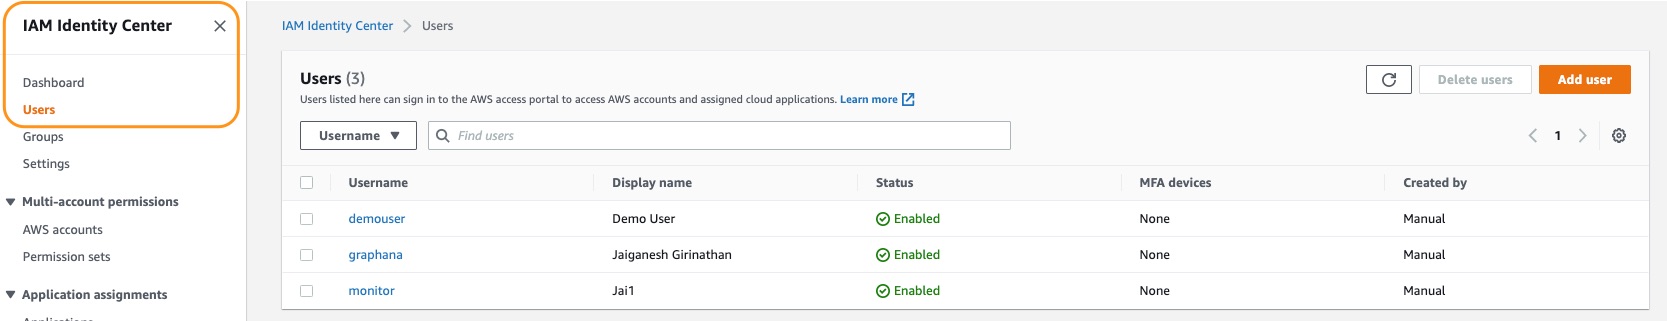 IAM Identity Center
Dashboard
Users
Groups
Settings
Multi-account permissions
AWS accounts
Permission sets
Application assignments
Applications
IAM Identity Center > Users
Users (3)
Users listed here can sign in to the AWS access portal to access AWS accounts and assigned cloud applications. Learn more
Delete users
Add user
Username
Find users
1
Username Display name Status MFA devices Created by
demouser Demo User Enabled None Manual
graphana Jaiganesh Girinathan Enabled None Manual
monitor Jai1 Enabled None Manual